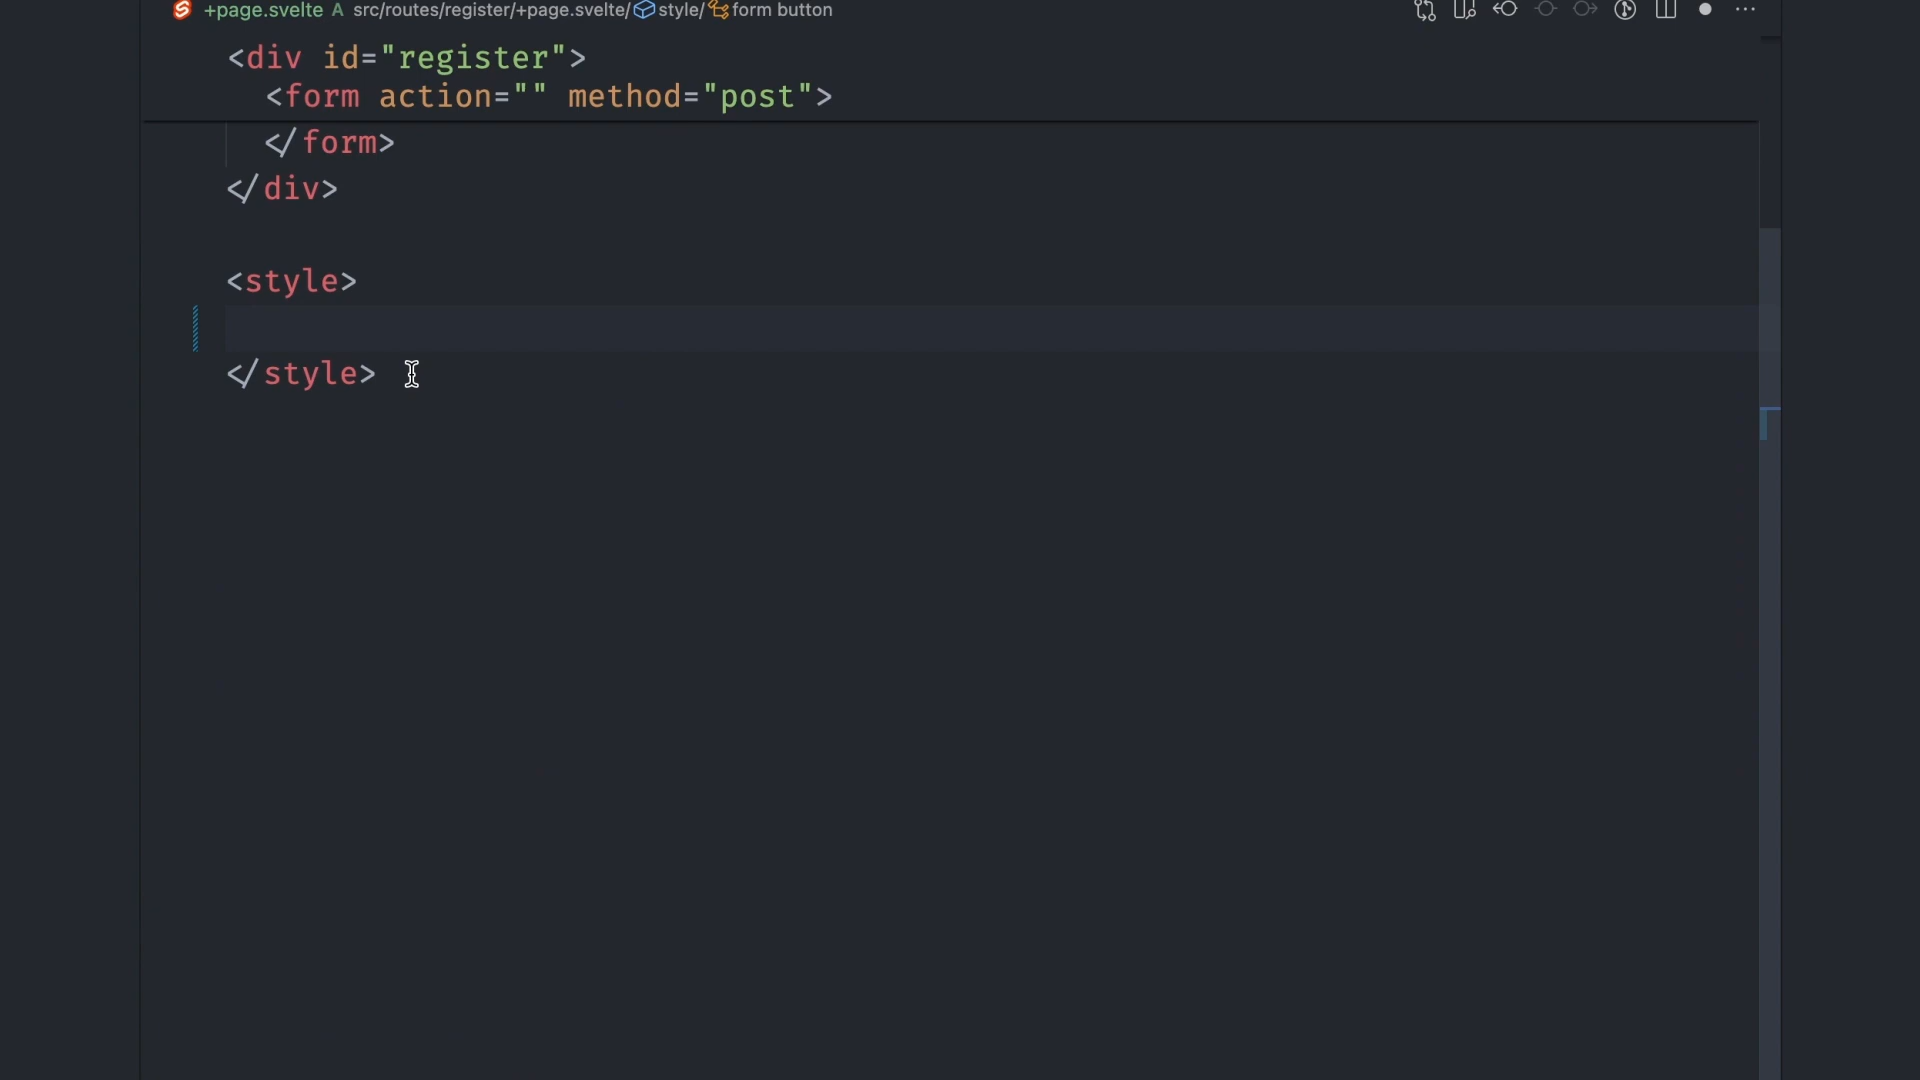 +page.svelte A src/routes/register/+page.svelte/ style/ form button
<div id="register">
<form action="" method="post">
</form>
</div>
<style>
</style>